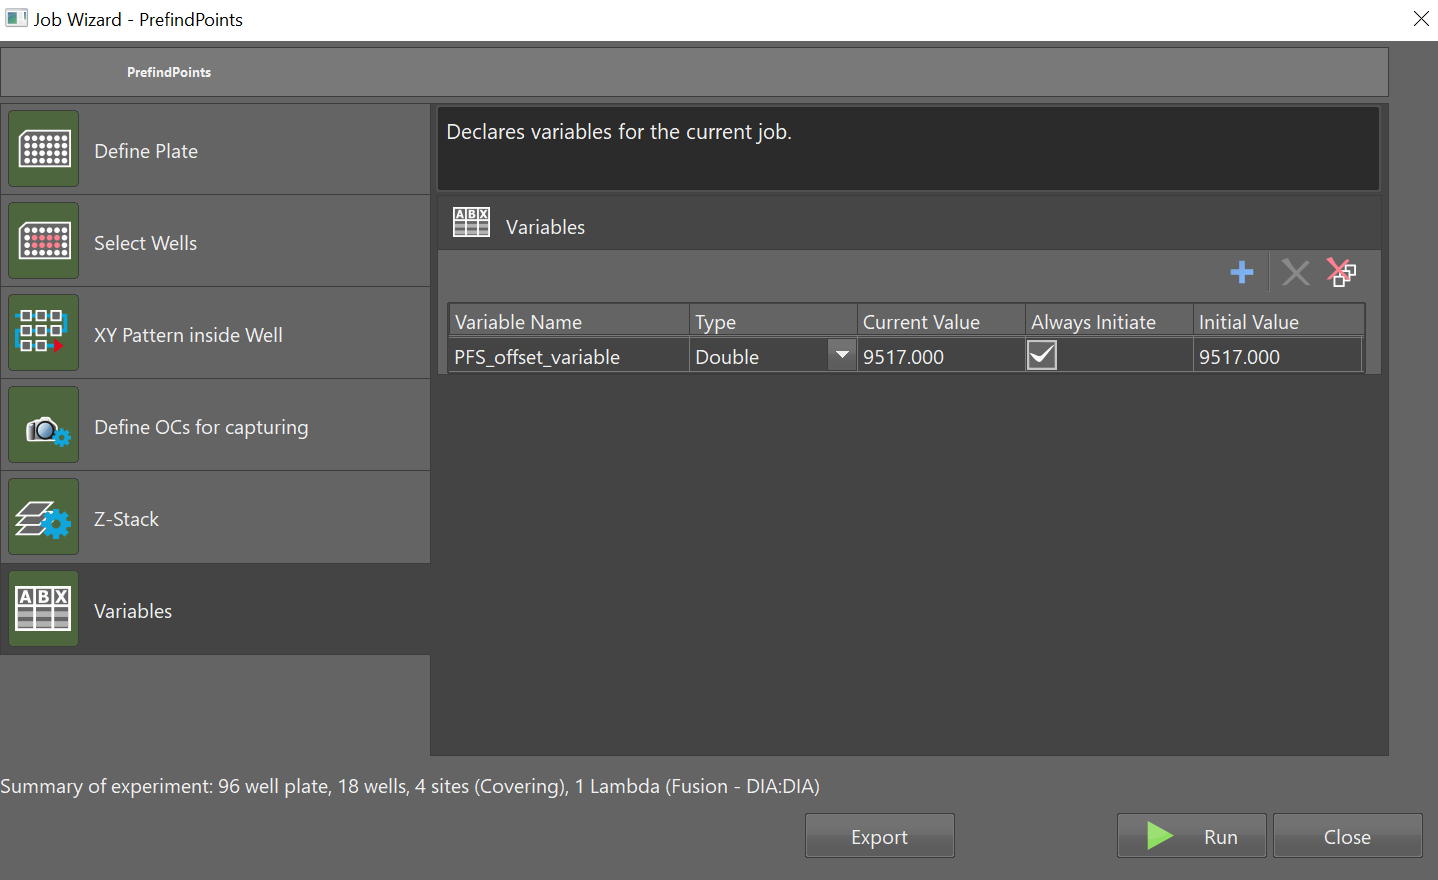 Job Wizard - PrefindPoints
PrefindPoints
Define Plate
Select Wells
XY Pattern inside Well
Define OCs for capturing
Z-Stack
ABX
Variables
Declares variables for the current job.
ABX
Variables
Variable Name Type Current Value Always Initiate Initial Value
PFS_offset_variable Double 9517.000 9517.000
Summary of experiment: 96 well plate, 18 wells, 4 sites (Covering), 1 Lambda (Fusion - DIA:DIA)
Export Run Close